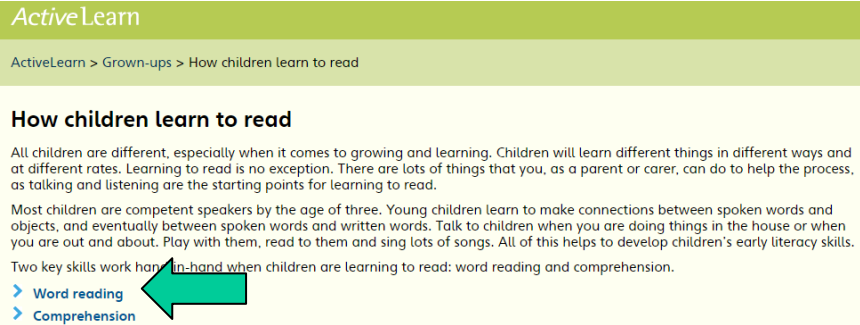 ActiveLearn
ActiveLearn > Grown-ups > How children learn to read
How children learn to read
All children are different, especially when it comes to growing and learning. Children will learn different things in different ways and
at different rates. Learning to read is no exception. There are lots of things that you, as a parent or carer, can do to help the process,
as talking and listening are the starting points for learning to read.
Most children are competent speakers by the age of three. Young children learn to make connections between spoken words and
objects, and eventually between spoken words and written words. Talk to children when you are doing things in the house or when
you are out and about. Play with them, read to them and sing lots of songs. All of this helps to develop children's early literacy skills.
Two key skills work hand-in-hand when children are learning to read: word reading and comprehension.
Word reading
Comprehension